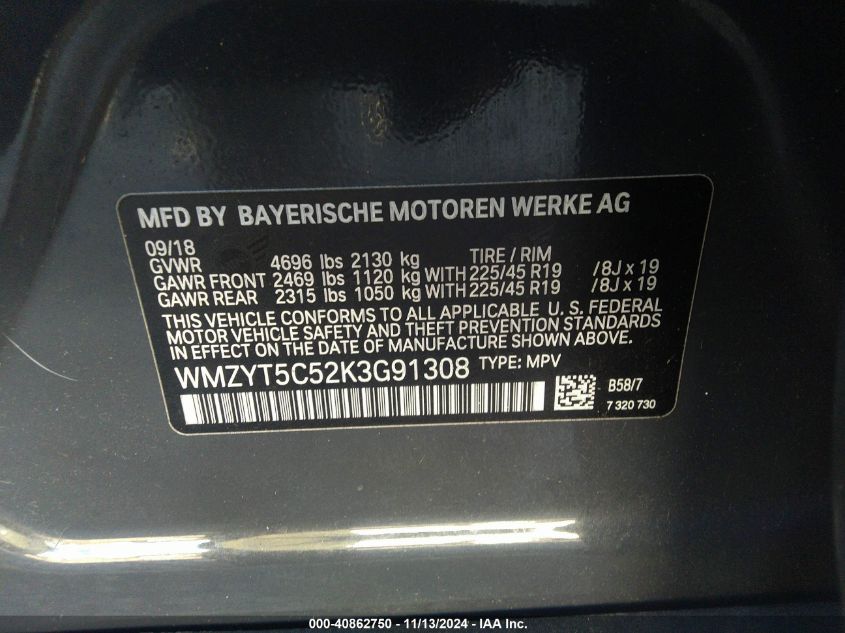 MFD BY BAYERISCHE MOTOREN WERKE AG
09/18
GVWR 4696 lbs 2130 kg TIRE / RIM
GAWR FRONT 2469 lbs 1120 kg WITH 225/45 R19 /8J x 19
GAWR REAR 2315 lbs 1050 kg WITH 225/45 R19 /8J x 19
THIS VEHICLE CONFORMS TO ALL APPLICABLE U. S. FEDERAL
MOTOR VEHICLE SAFETY AND THEFT PREVENTION STANDARDS
IN EFFECT ON THE DATE OF MANUFACTURE SHOWN ABOVE.
WMZYT5C52K3G91308 TYPE: MPV
B58/7
7 320 730
000-40862750 - 11/13/2024 - IAA Inc.